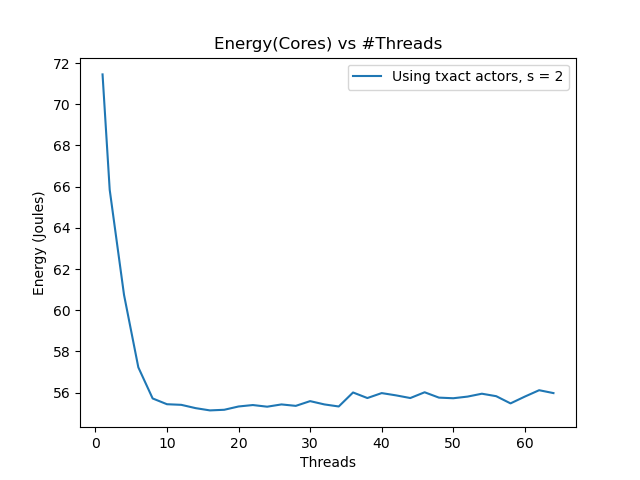 Energy(Cores) vs #Threads
Using txact actors, s = 2
72
70
68
66
64
62
60
58
56
Energy (Joules)
0 10 20 30 40 50 60
Threads